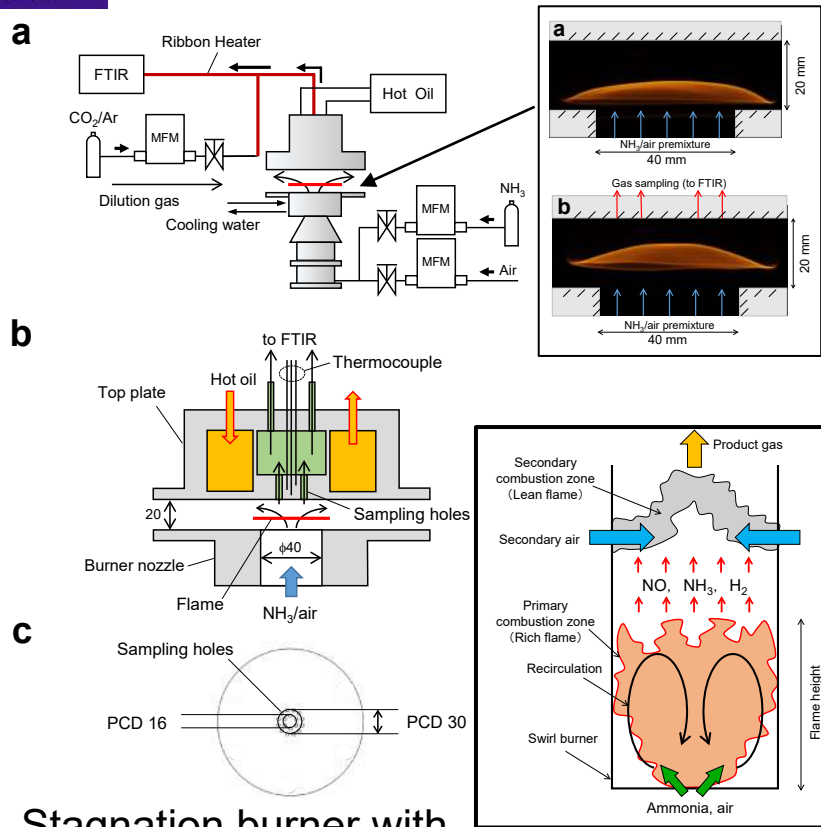 a
Ribbon Heater
FTIR
Hot Oil
CO2/Ar
MFM
Dilution gas
Cooling water
NH3
MFM
MFM
Air
a
20 mm
NH3/air premixture
40 mm
Gas sampling (to FTIR)
b
20 mm
NH3/air premixture
40 mm
b
to FTIR
Thermocouple
Hot oil
Top plate
20
Sampling holes
ϕ40
Burner nozzle
Flame
NH3/air
c
Sampling holes
PCD 16
PCD 30
Product gas
Secondary
combustion zone
(Lean flame)
Secondary air
NO, NH3, H2
Primary
combustion zone
(Rich flame)
Recirculation
Flame height
Swirl burner
Ammonia, air
Stagnation burner with